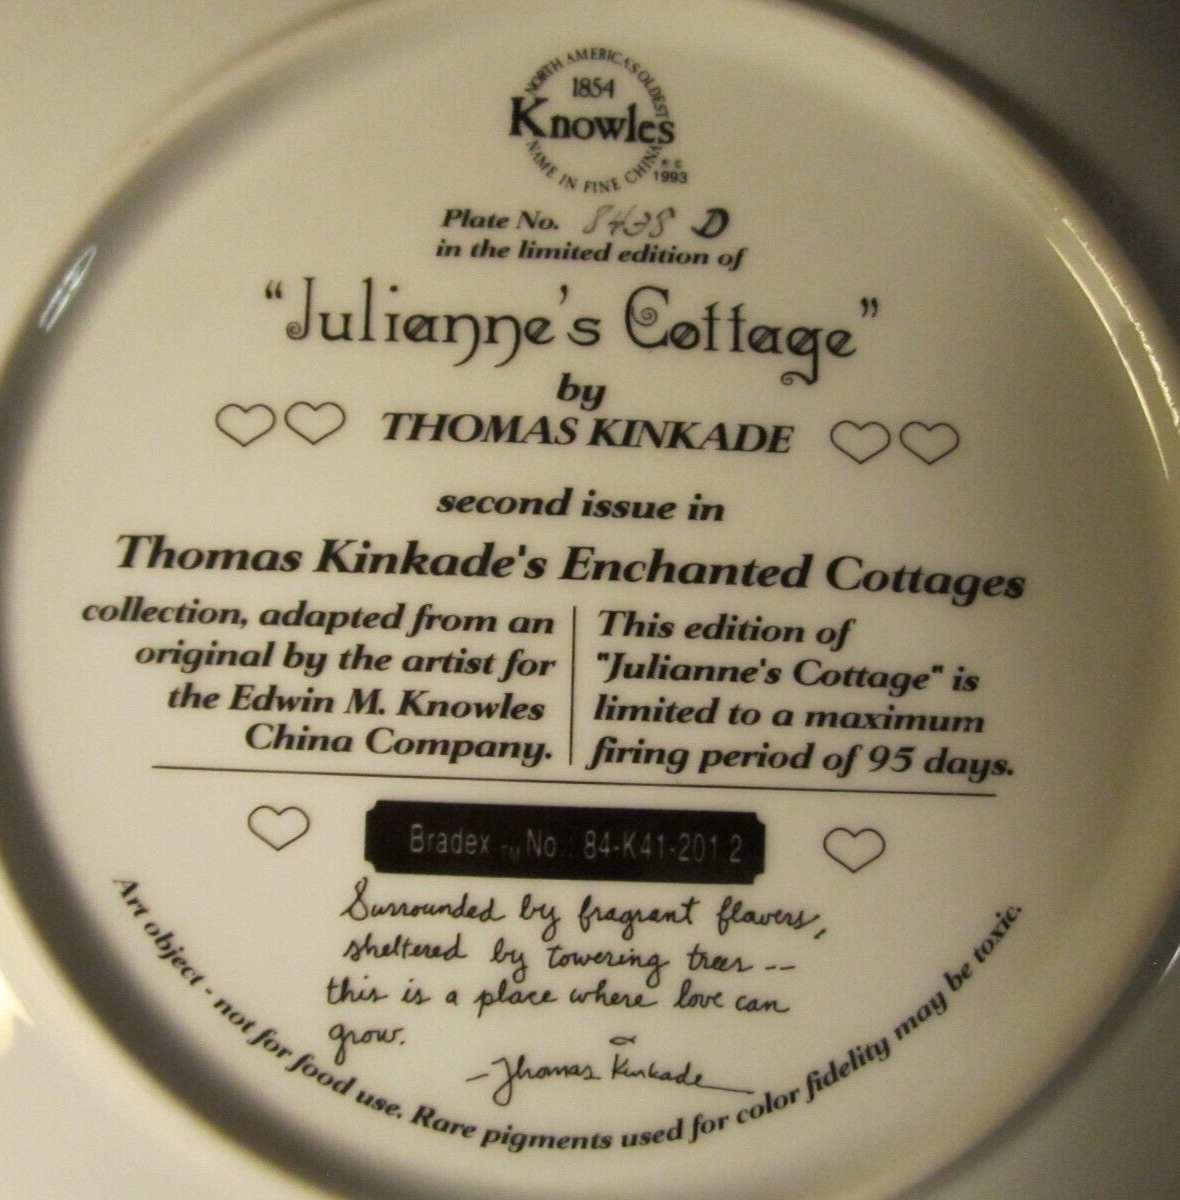 NORTH AMERICA'S OLDEST
1854
Knowles
NAME IN FINE CHINA
K C
1993
Plate No. 8438 D
in the limited edition of
"Julianne's Cottage"
by
THOMAS KINKADE
second issue in
Thomas Kinkade's Enchanted Cottages
collection, adapted from an
original by the artist for
the Edwin M. Knowles
China Company.
This edition of
"Julianne's Cottage" is
limited to a maximum
firing period of 95 days.
Bradex ™ No.: 84-K41-201.2
Surrounded by fragrant flowers,
sheltered by towering trees --
this is a place where love can
grow.
— Thomas Kinkade
Art object - not for food use. Rare pigments used for color fidelity may be toxic.